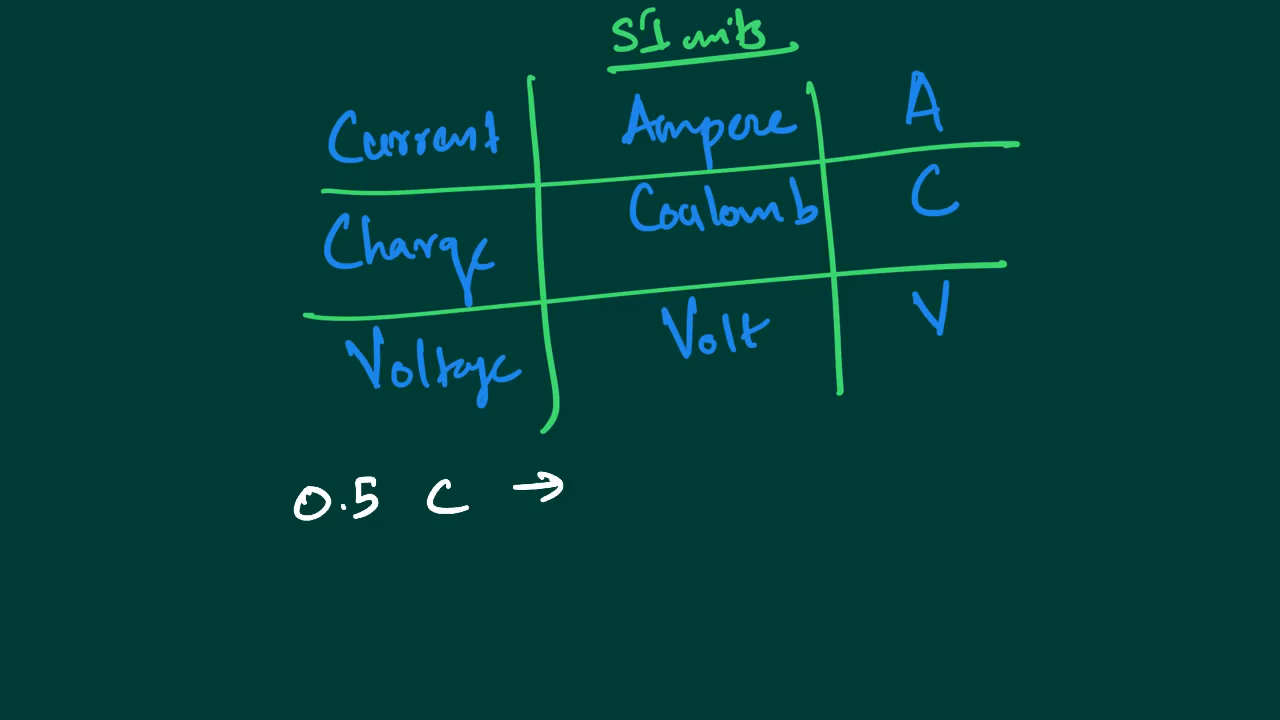 SI units
Current Ampere A
Charge Coulomb C
Voltage Volt V
0.5 C →